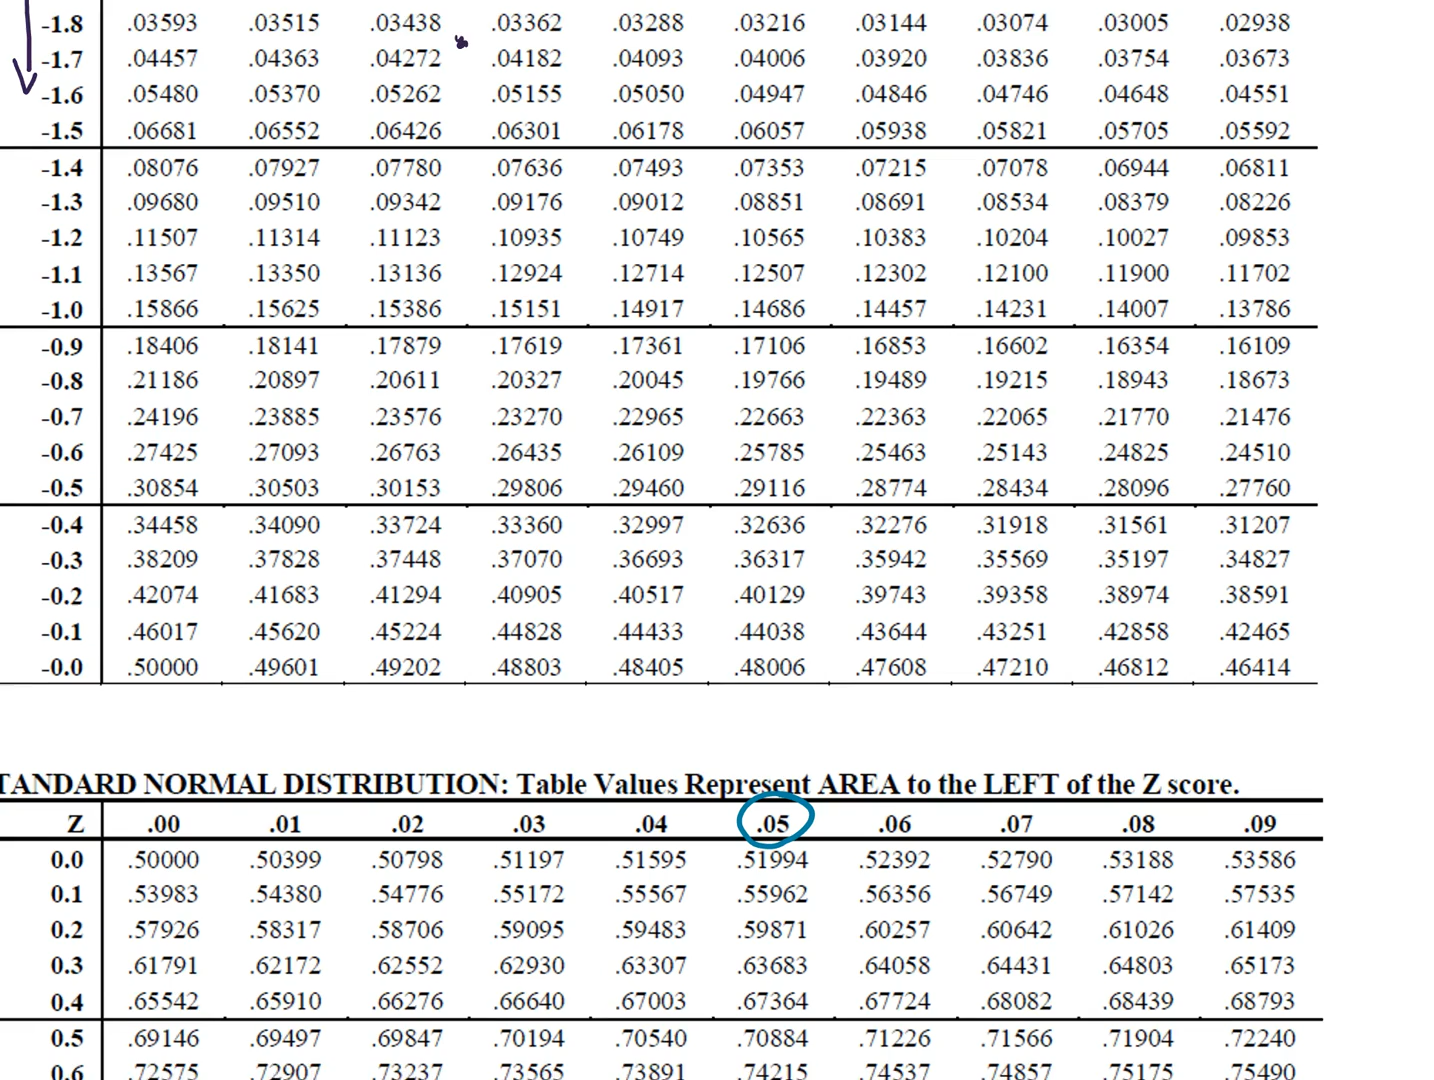 -1.8 .03593 .03515 .03438 .03362 .03288 .03216 .03144 .03074 .03005 .02938
-1.7 .04457 .04363 .04272 .04182 .04093 .04006 .03920 .03836 .03754 .03673
-1.6 .05480 .05370 .05262 .05155 .05050 .04947 .04846 .04746 .04648 .04551
-1.5 .06681 .06552 .06426 .06301 .06178 .06057 .05938 .05821 .05705 .05592
-1.4 .08076 .07927 .07780 .07636 .07493 .07353 .07215 .07078 .06944 .06811
-1.3 .09680 .09510 .09342 .09176 .09012 .08851 .08691 .08534 .08379 .08226
-1.2 .11507 .11314 .11123 .10935 .10749 .10565 .10383 .10204 .10027 .09853
-1.1 .13567 .13350 .13136 .12924 .12714 .12507 .12302 .12100 .11900 .11702
-1.0 .15866 .15625 .15386 .15151 .14917 .14686 .14457 .14231 .14007 .13786
-0.9 .18406 .18141 .17879 .17619 .17361 .17106 .16853 .16602 .16354 .16109
-0.8 .21186 .20897 .20611 .20327 .20045 .19766 .19489 .19215 .18943 .18673
-0.7 .24196 .23885 .23576 .23270 .22965 .22663 .22363 .22065 .21770 .21476
-0.6 .27425 .27093 .26763 .26435 .26109 .25785 .25463 .25143 .24825 .24510
-0.5 .30854 .30503 .30153 .29806 .29460 .29116 .28774 .28434 .28096 .27760
-0.4 .34458 .34090 .33724 .33360 .32997 .32636 .32276 .31918 .31561 .31207
-0.3 .38209 .37828 .37448 .37070 .36693 .36317 .35942 .35569 .35197 .34827
-0.2 .42074 .41683 .41294 .40905 .40517 .40129 .39743 .39358 .38974 .38591
-0.1 .46017 .45620 .45224 .44828 .44433 .44038 .43644 .43251 .42858 .42465
-0.0 .50000 .49601 .49202 .48803 .48405 .48006 .47608 .47210 .46812 .46414
TANDARD NORMAL DISTRIBUTION: Table Values Represent AREA to the LEFT of the Z score.
Z .00 .01 .02 .03 .04 .05 .06 .07 .08 .09
0.0 .50000 .50399 .50798 .51197 .51595 .51994 .52392 .52790 .53188 .53586
0.1 .53983 .54380 .54776 .55172 .55567 .55962 .56356 .56749 .57142 .57535
0.2 .57926 .58317 .58706 .59095 .59483 .59871 .60257 .60642 .61026 .61409
0.3 .61791 .62172 .62552 .62930 .63307 .63683 .64058 .64431 .64803 .65173
0.4 .65542 .65910 .66276 .66640 .67003 .67364 .67724 .68082 .68439 .68793
0.5 .69146 .69497 .69847 .70194 .70540 .70884 .71226 .71566 .71904 .72240
0.6 .72575 .72907 .73237 .73565 .73891 .74215 .74537 .74857 .75175 .75490